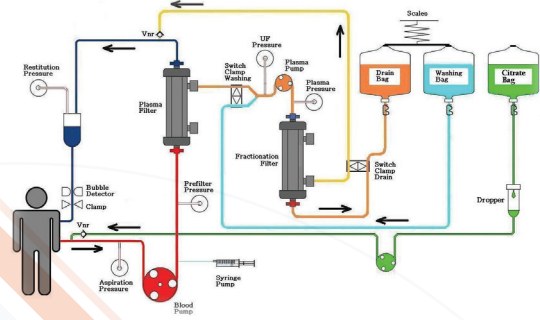 Scales
Vnr
UF
Pressure
Restitution
Pressure
Switch
Clamp
Washing
Plasma
Pump
Plasma
Pressure
Drain
Bag
Washing
Bag
Citrate
Bag
Plasma
Filter
Fractionation
Filter
Switch
Clamp
Drain
Prefilter
Pressure
Bubble
Detector
Clamp
Dropper
Vnr
Aspiration
Pressure
Syringe
Pump
Blood
Pump